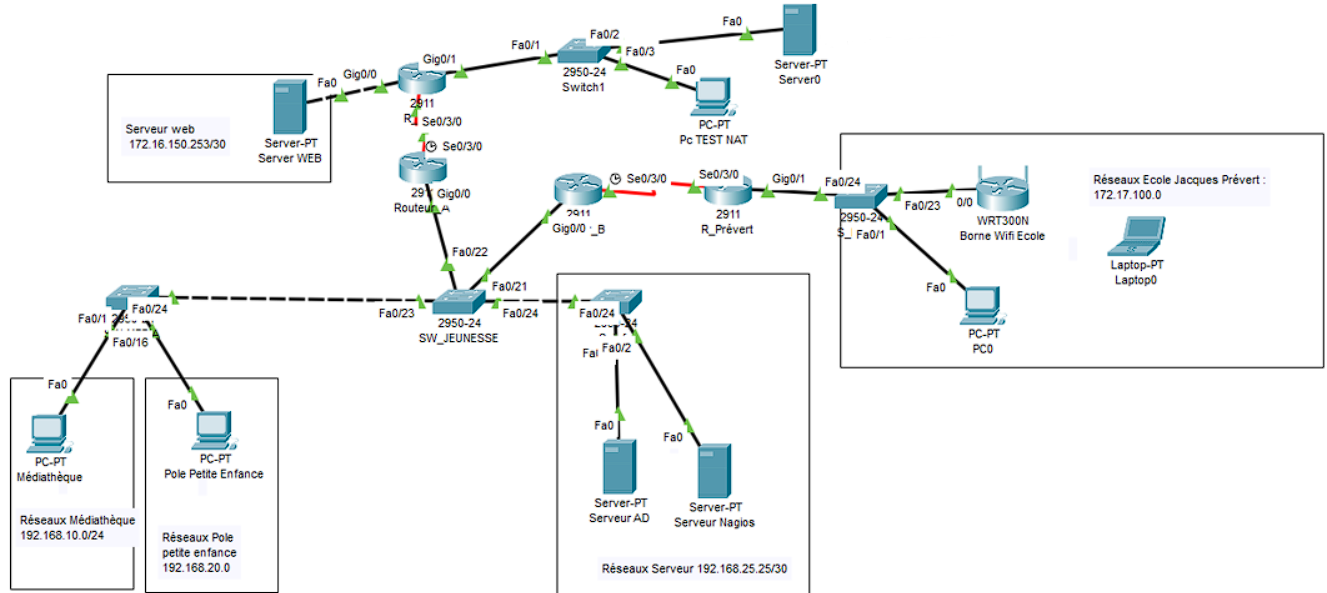 Fa0/2
Fa0
Fa0/1
Fa0/3
Gig0/1
Fa0
Gig0/0
Fa0
2950-24
Switch1
Server-PT
Server0
2911
R_
Se0/3/0
PC-PT
Pc TEST NAT
Serveur web
172.16.150.253/30
Server-PT
Server WEB
Se0/3/0
Gig0/0
Routeur_A
Se0/3/0
Se0/3/0
Gig0/1
Fa0/24
Fa0/23
0/0
2911
Gig0/0
_B
2911
R_Prévert
2950-24
Fa0/1
WRT300N
Borne Wifi Ecole
Réseaux Ecole Jacques Prévert :
172.17.100.0
Laptop-PT
Laptop0
Fa0
PC-PT
PC0
Fa0/22
Fa0/21
Fa0/23
Fa0/24
2950-24
SW_JEUNESSE
Fa0/24
Fa0/2
Fa0/1
Fa0/24
Fa0/16
Fa0
Fa0
PC-PT
Médiathèque
PC-PT
Pole Petite Enfance
Réseaux Médiathèque
192.168.10.0/24
Réseaux Pole
petite enfance
192.168.20.0
Fa0
Fa0
Server-PT
Serveur AD
Server-PT
Serveur Nagios
Réseaux Serveur 192.168.25.25/30